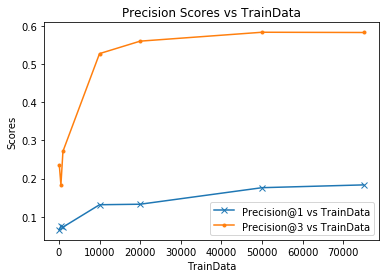 Precision Scores vs TrainData
0.6
0.5
0.4
0.3
0.2
0.1
Scores
0 10000 20000 30000 40000 50000 60000 70000
TrainData
Precision@1 vs TrainData
Precision@3 vs TrainData